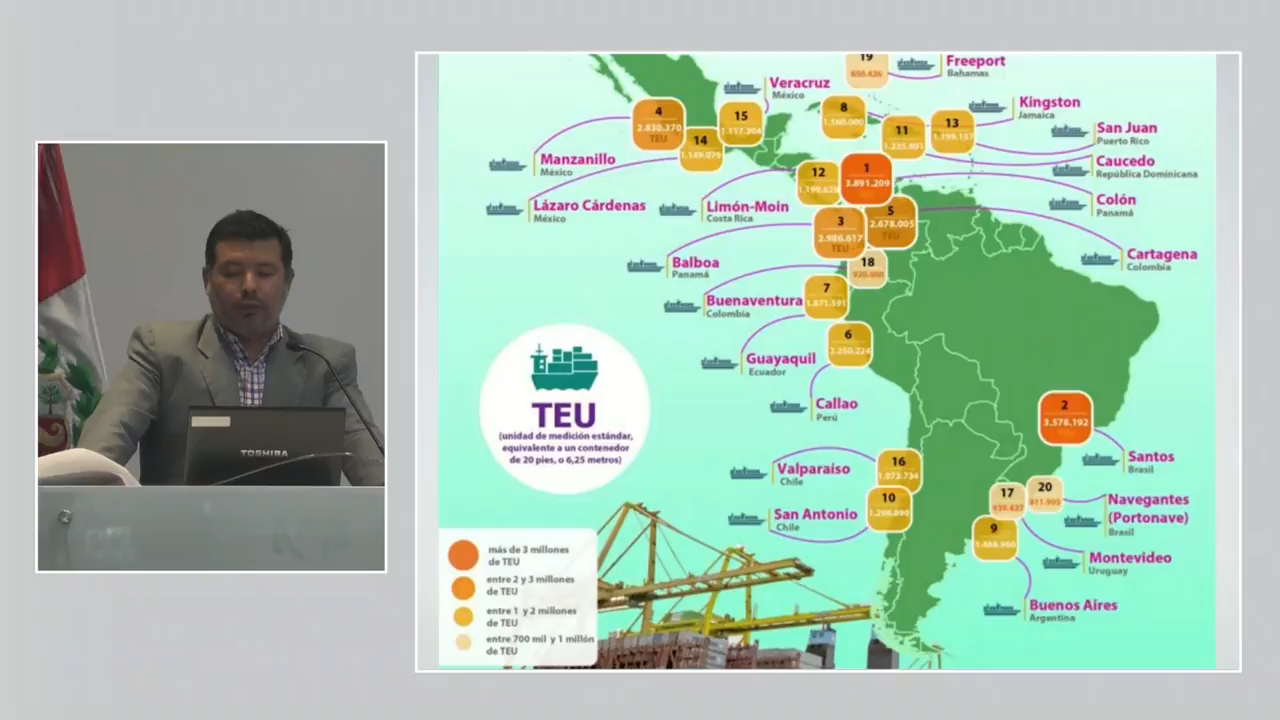 19
650.426
Freeport
Bahamas
Veracruz
México
Kingston
Jamaica
4
2.830.370
TEU
15
1.117.304
8
1.560.000
11
13
San Juan
Puerto Rico
14
1.149.079
Manzanillo
México
Caucedo
República Dominicana
12
1.199.628
1
3.891.209
Lázaro Cárdenas
México
Limón-Moin
Costa Rica
Colón
Panamá
3
2.986.617
TEU
5
2.678.005
TEU
Cartagena
Colombia
Balboa
Panamá
18
920.000
7
1.871.591
Buenaventura
Colombia
6
2.250.224
Guayaquil
Ecuador
Callao
Perú
TEU
(unidad de medición estándar,
equivalente a un contenedor
de 20 pies, o 6,25 metros)
2
3.578.192
TOSHIBA
Santos
Brasil
16
1.073.734
Valparaíso
Chile
17
939.427
20
811.905
10
Navegantes
(Portonave)
Brasil
San Antonio
Chile
9
Montevideo
Uruguay
Buenos Aires
Argentina
más de 3 millones
de TEU
entre 2 y 3 millones
de TEU
entre 1 y 2 millones
de TEU
entre 700 mil y 1 millón
de TEU